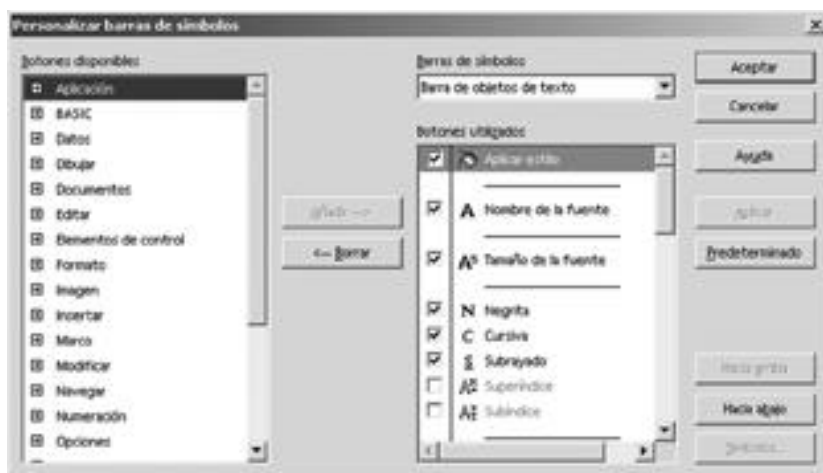 Personalizar barras de símbolos
Botones disponibles
Aplicación
BASIC
Datos
Dibujar
Documentos
Editar
Elementos de control
Formato
Imagen
Insertar
Marco
Modificar
Navegar
Numeración
Opciones
Añadir -->
<-- Borrar
Barras de símbolos
Barra de objetos de texto
Botones utilizados
Aplicar estilo
A Nombre de la fuente
Tamaño de la fuente
N Negrita
C Cursiva
S Subrayado
Superíndice
Subíndice
Aceptar
Cancelar
Ayuda
Aplicar
Predeterminado
Hacia arriba
Hacia abajo
Símbolos...